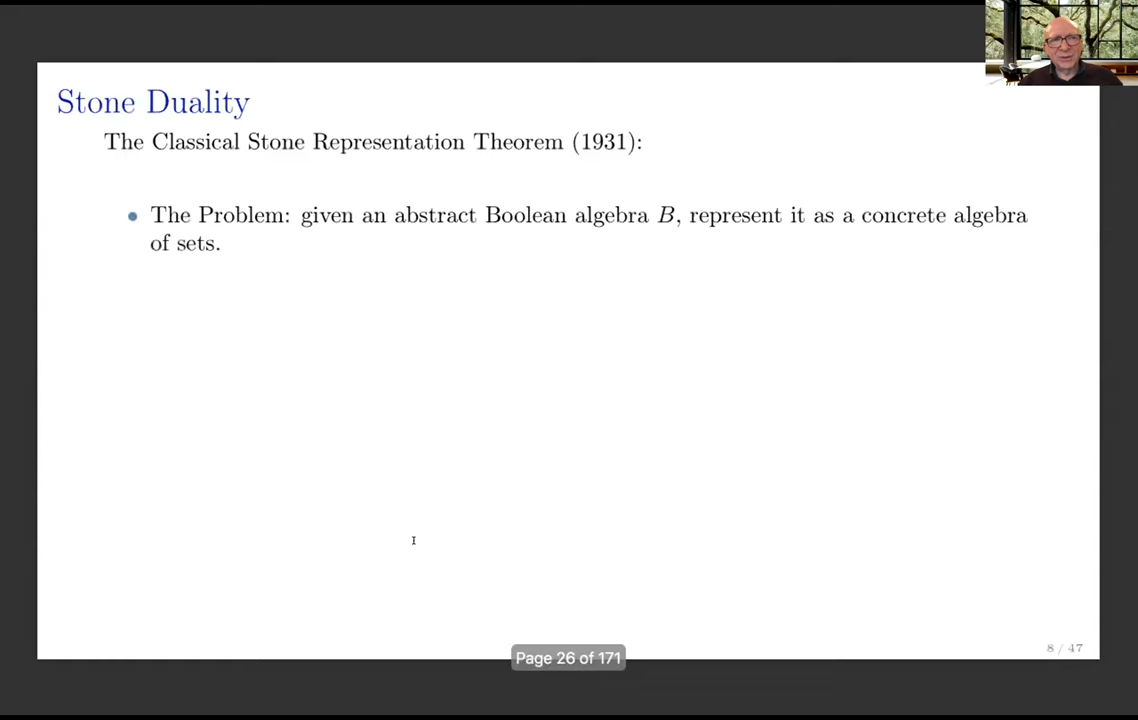 Stone Duality
The Classical Stone Representation Theorem (1931):
• The Problem: given an abstract Boolean algebra B, represent it as a concrete algebra
of sets.
8 / 47
Page 26 of 171